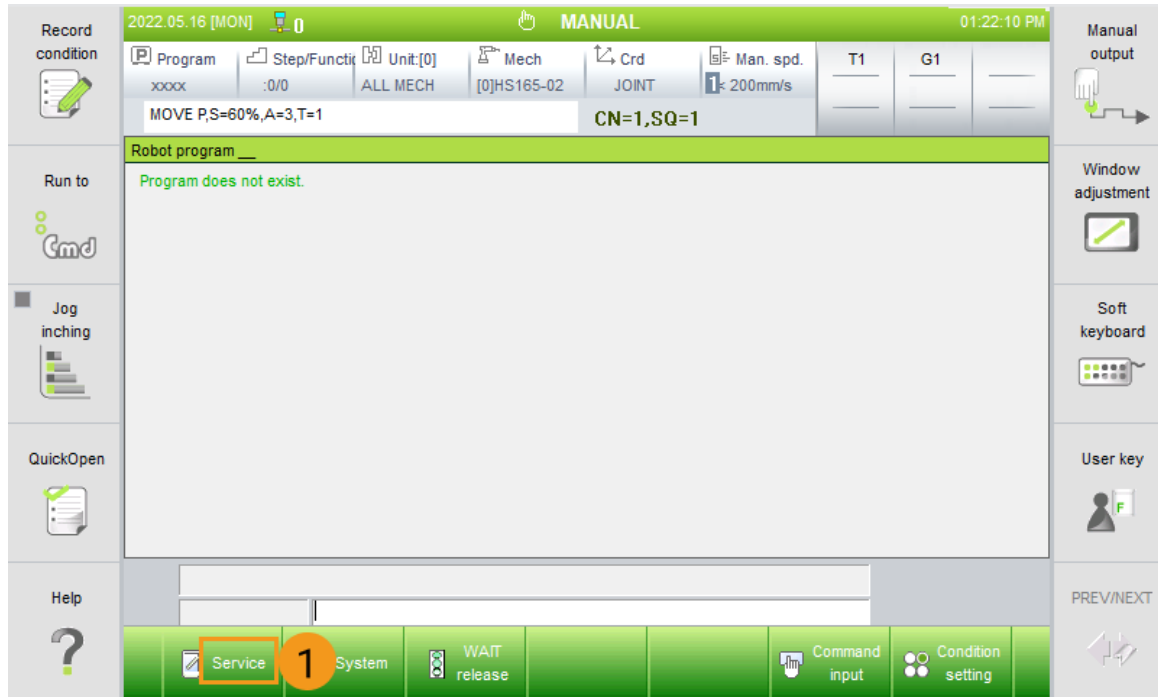 Record
condition
Run to
Cmd
Jog
inching
QuickOpen
Help
2022.05.16 [MON]
0
MANUAL
01:22:10 PM
P Program
xxxx
Step/Functi
:0/0
Unit:[0]
ALL MECH
Mech
[0]HS165-02
Crd
JOINT
Man. spd.
1< 200mm/s
T1
G1
MOVE P,S=60%,A=3,T=1
CN=1,SQ=1
Robot program __
Program does not exist.
Service
1
System
WAIT
release
Command
input
Condition
setting
Manual
output
Window
adjustment
Soft
keyboard
User key
F
PREV/NEXT